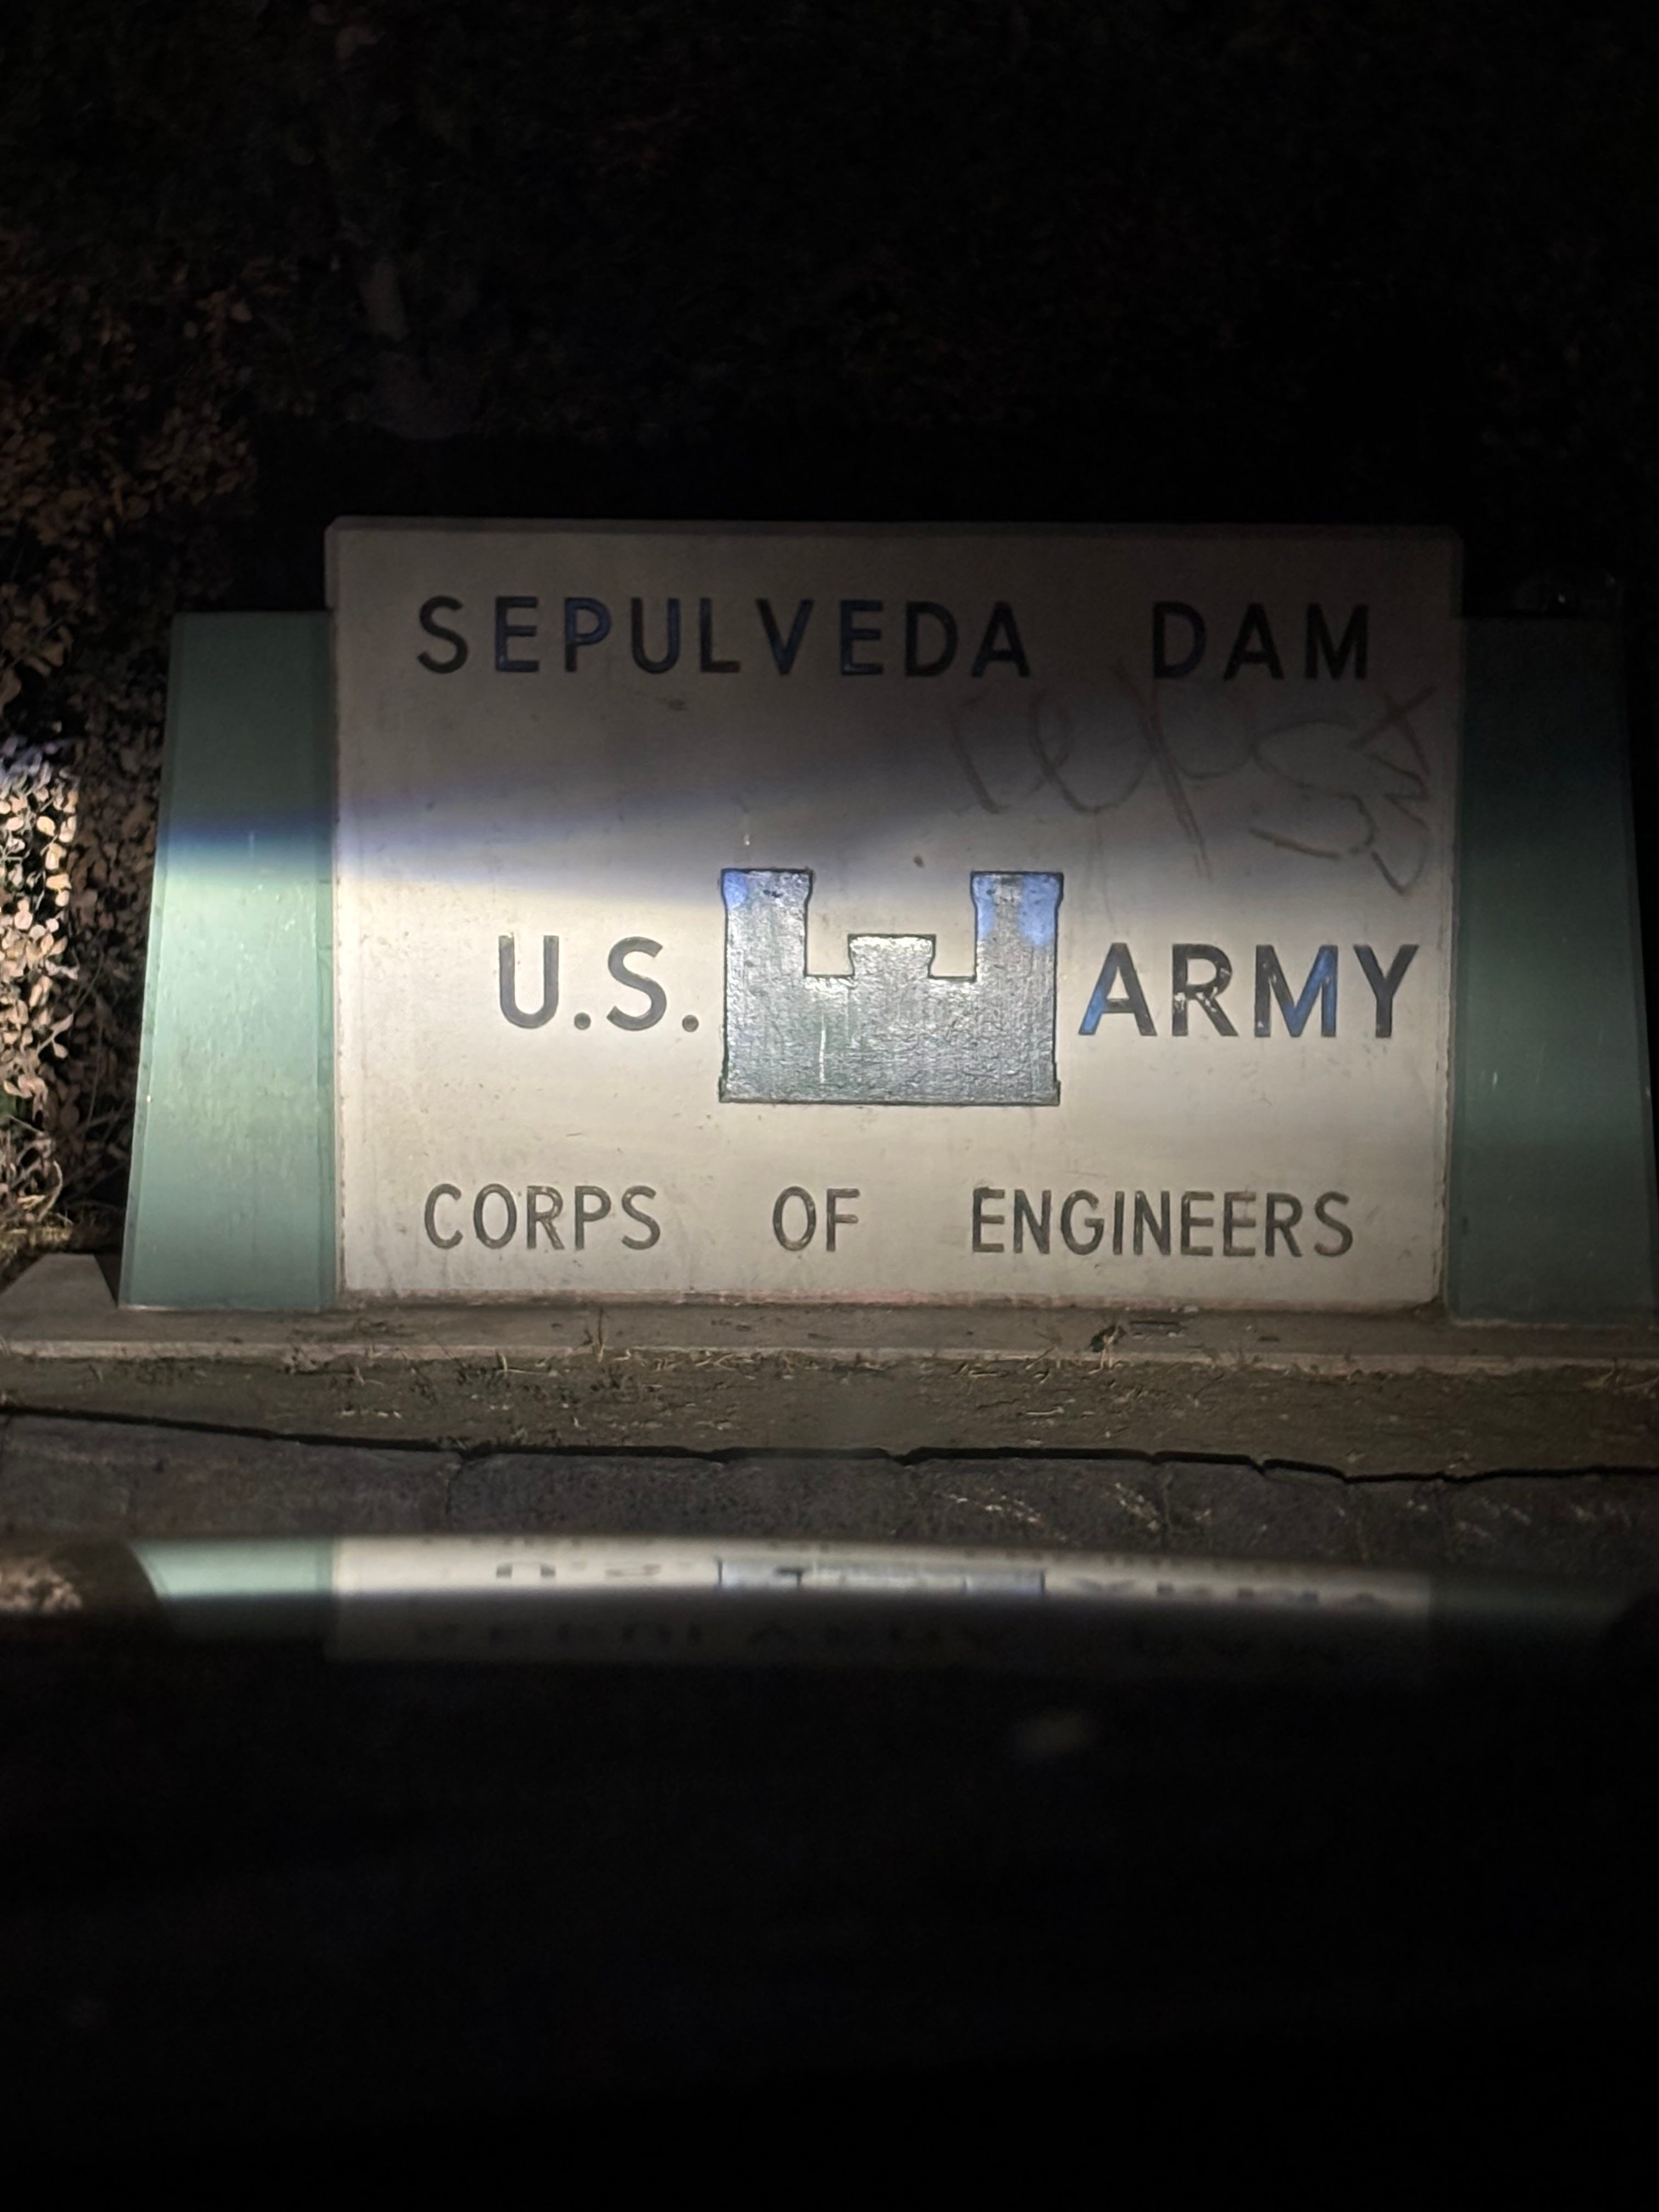 SEPULVEDA DAM
U.S. ARMY
CORPS OF ENGINEERS